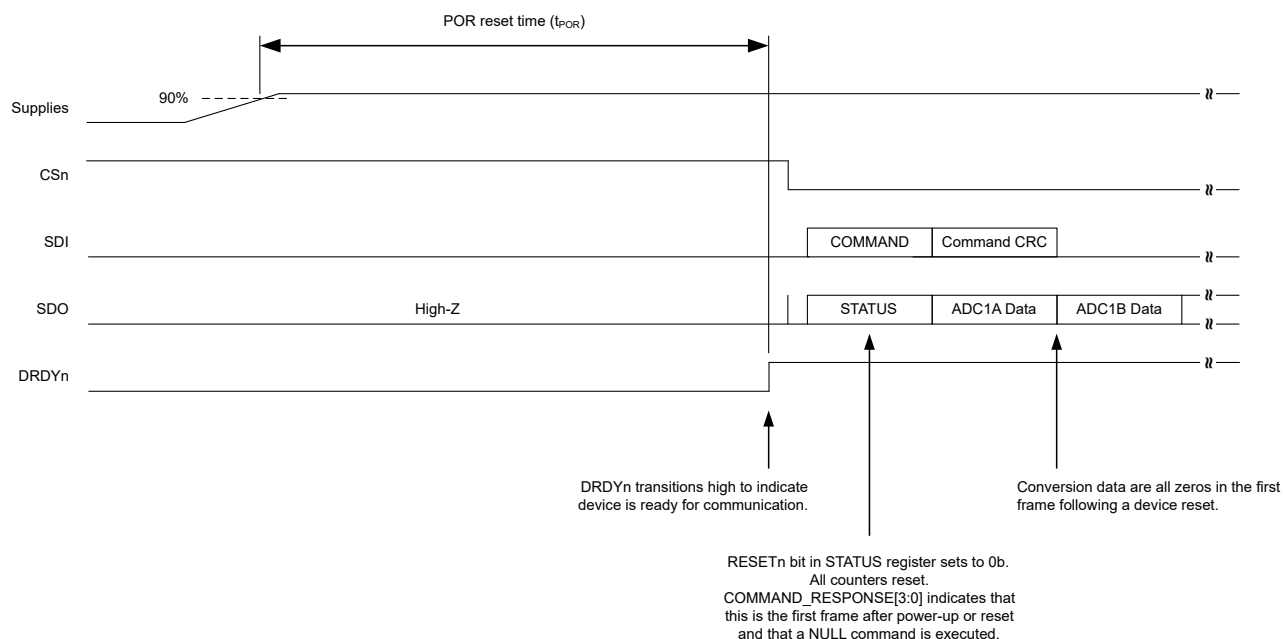 POR reset time (tPOR)
90%
Supplies
CSn
SDI
COMMAND
Command CRC
SDO
High-Z
STATUS
ADC1A Data
ADC1B Data
DRDYn
DRDYn transitions high to indicate
device is ready for communication.
Conversion data are all zeros in the first
frame following a device reset.
RESETn bit in STATUS register sets to 0b.
All counters reset.
COMMAND_RESPONSE[3:0] indicates that
this is the first frame after power-up or reset
and that a NULL command is executed.